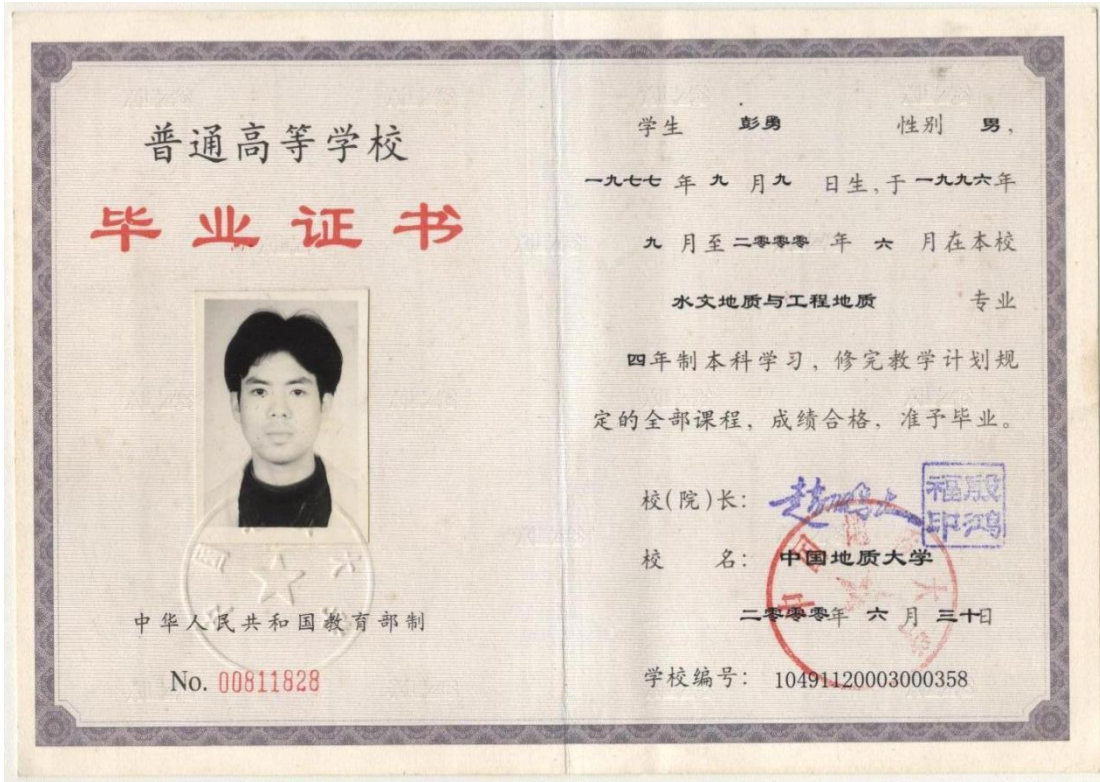 普通高等学校
毕业证书
中华人民共和国教育部制
No. 00811828
学生 彭勇 性别 男，
一九七七 年 九 月 九 日生，于 一九九六年
九 月至 二零零零 年 六 月在本校
水文地质与工程地质 专业
四年制本科学习，修完教学计划规
定的全部课程，成绩合格，准予毕业。
校(院)长：
殷鸿福印
校 名： 中国地质大学
二零零零年 六 月 三十日
学校编号： 10491120003000358